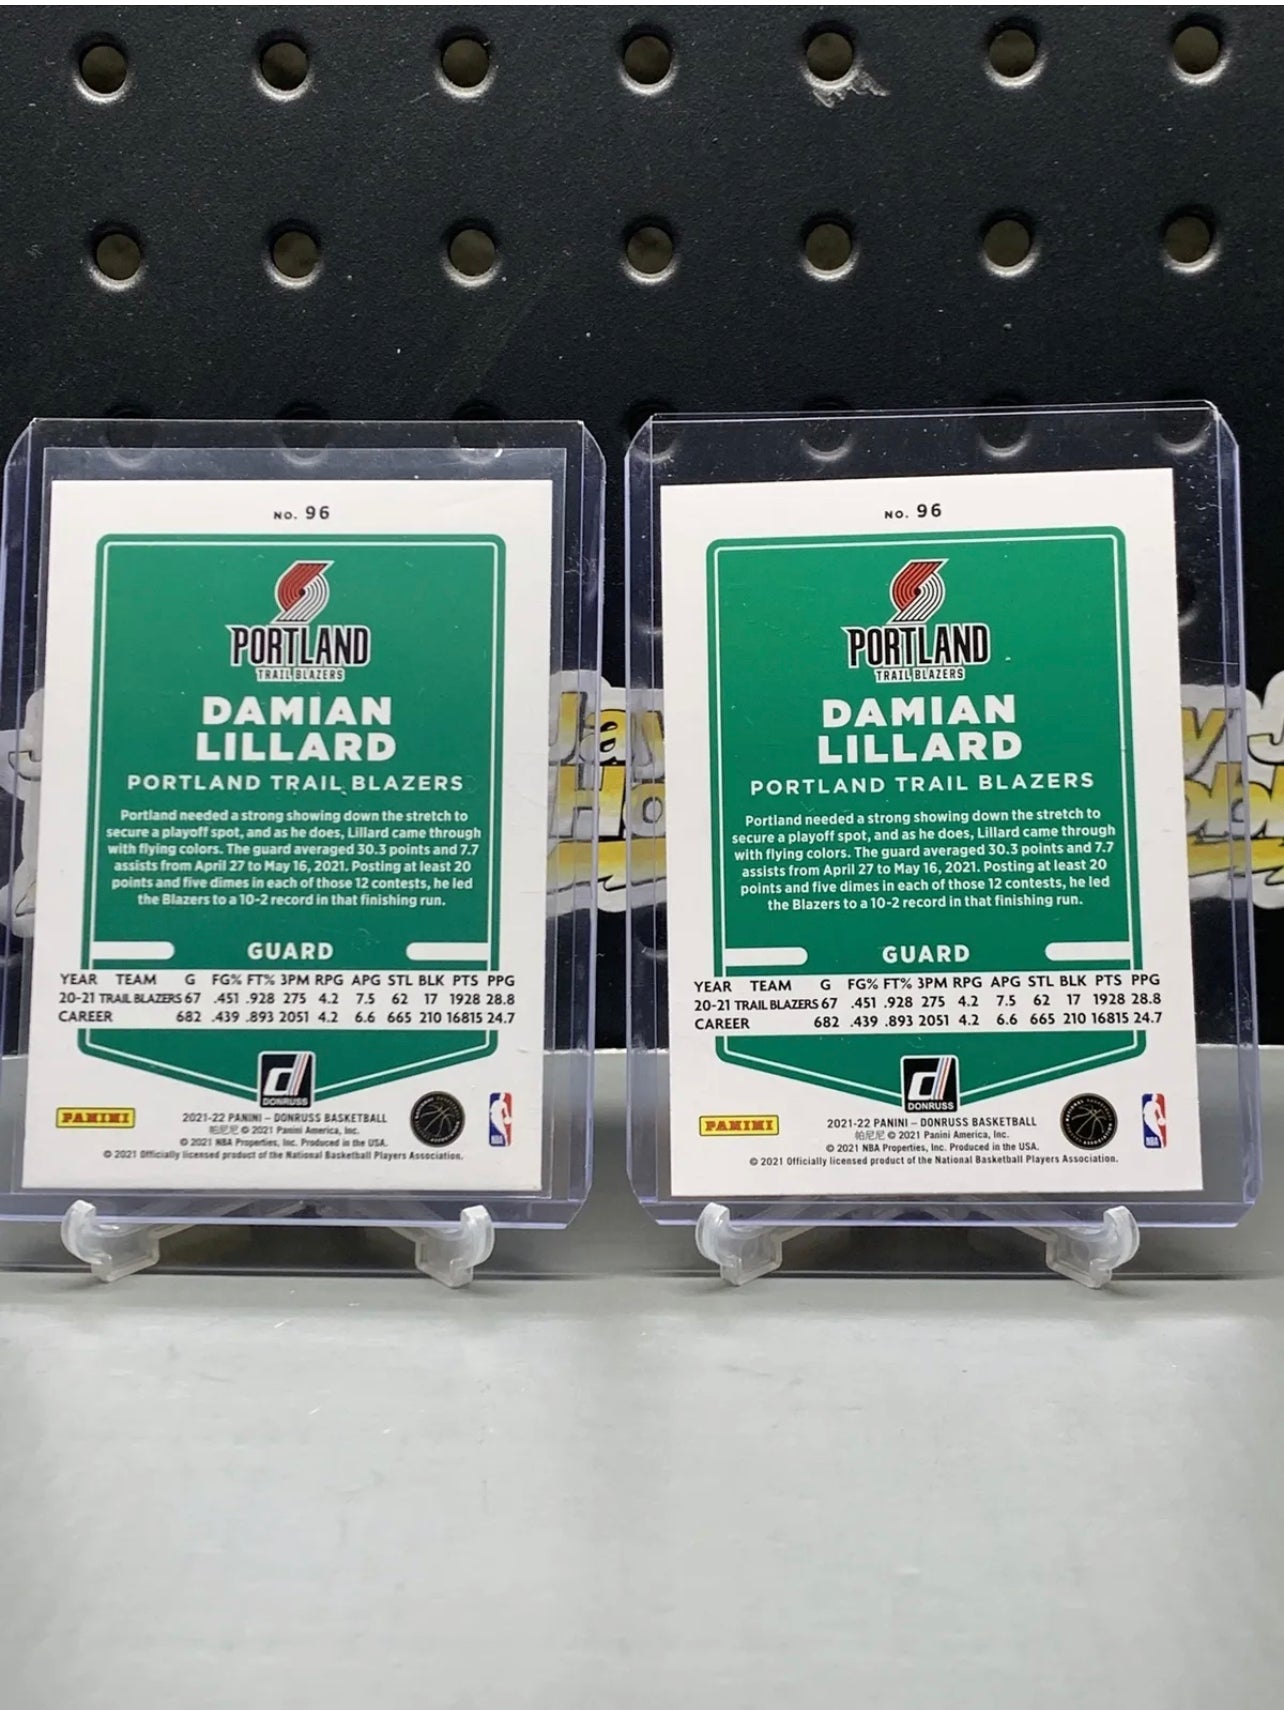 NO. 96
PORTLAND
TRAIL BLAZERS
DAMIAN
LILLARD
PORTLAND TRAIL BLAZERS
Portland needed a strong showing down the stretch to
secure a playoff spot, and as he does, Lillard came through
with flying colors. The guard averaged 30.3 points and 7.7
assists from April 27 to May 16, 2021. Posting at least 20
points and five dimes in each of those 12 contests, he led
the Blazers to a 10-2 record in that finishing run.
GUARD
YEAR TEAM G FG% FT% 3PM RPG APG STL BLK PTS PPG
20-21 TRAIL BLAZERS 67 .451 .928 275 4.2 7.5 62 17 1928 28.8
CAREER 682 .439 .893 2051 4.2 6.6 665 210 16815 24.7
DONRUSS
PANINI
2021-22 PANINI – DONRUSS BASKETBALL
帕尼尼 © 2021 Panini America, Inc.
© 2021 NBA Properties, Inc. Produced in the USA.
© 2021 Officially licensed product of the National Basketball Players Association.
NO. 96
PORTLAND
TRAIL BLAZERS
DAMIAN
LILLARD
PORTLAND TRAIL BLAZERS
Portland needed a strong showing down the stretch to
secure a playoff spot, and as he does, Lillard came through
with flying colors. The guard averaged 30.3 points and 7.7
assists from April 27 to May 16, 2021. Posting at least 20
points and five dimes in each of those 12 contests, he led
the Blazers to a 10-2 record in that finishing run.
GUARD
YEAR TEAM G FG% FT% 3PM RPG APG STL BLK PTS PPG
20-21 TRAIL BLAZERS 67 .451 .928 275 4.2 7.5 62 17 1928 28.8
CAREER 682 .439 .893 2051 4.2 6.6 665 210 16815 24.7
DONRUSS
PANINI
2021-22 PANINI – DONRUSS BASKETBALL
帕尼尼 © 2021 Panini America, Inc.
© 2021 NBA Properties, Inc. Produced in the USA.
© 2021 Officially licensed product of the National Basketball Players Association.
NBA